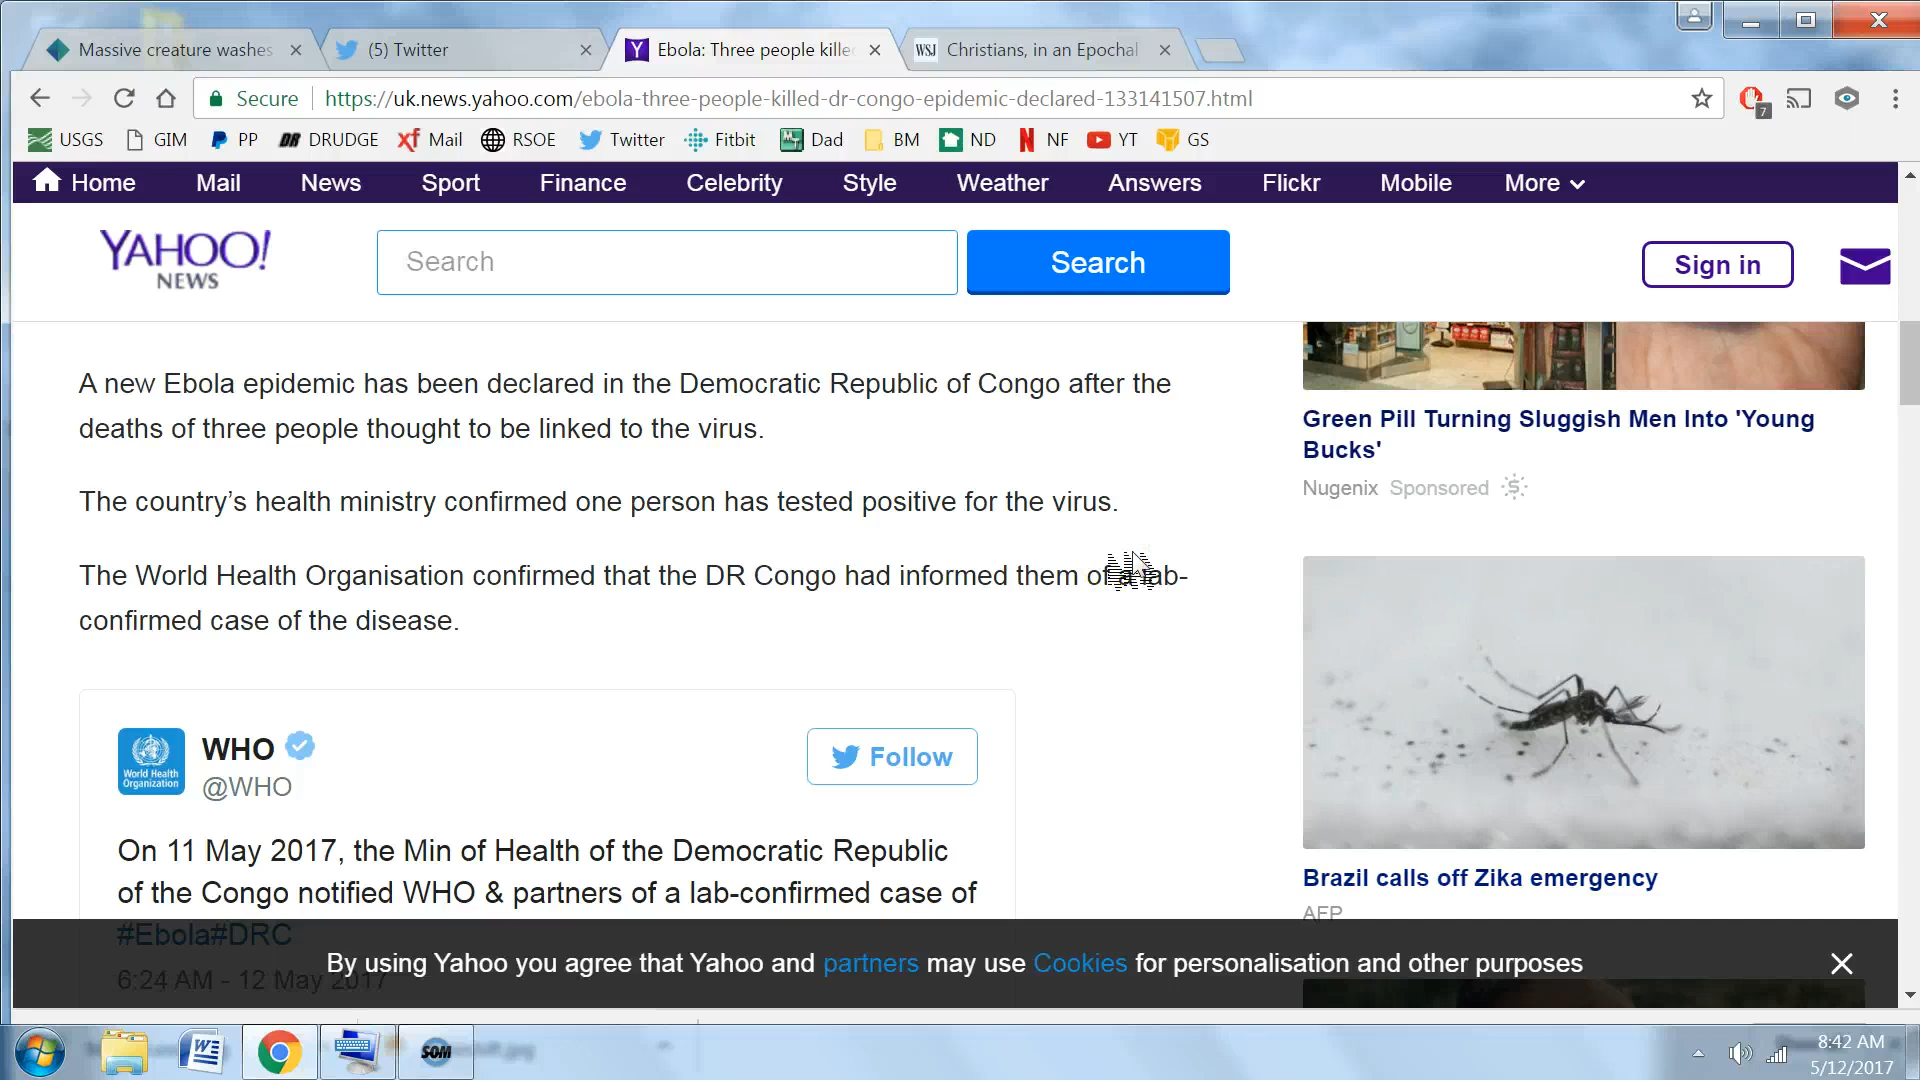 Massive creature washes
(5) Twitter
Ebola: Three people kille
WSJ
Christians, in an Epochal
Secure
https://uk.news.yahoo.com/ebola-three-people-killed-dr-congo-epidemic-declared-133141507.html
7
USGS GIM PP DRUDGE Mail RSOE Twitter Fitbit Dad BM ND NF YT GS
Home Mail News Sport Finance Celebrity Style Weather Answers Flickr Mobile More
YAHOO!
NEWS
Search
Search
Sign in
A new Ebola epidemic has been declared in the Democratic Republic of Congo after the
deaths of three people thought to be linked to the virus.
The country’s health ministry confirmed one person has tested positive for the virus.
The World Health Organisation confirmed that the DR Congo had informed them of a lab-
confirmed case of the disease.
World Health
Organization
WHO
@WHO
Follow
On 11 May 2017, the Min of Health of the Democratic Republic
of the Congo notified WHO & partners of a lab-confirmed case of
#Ebola#DRC
6:24 AM - 12 May 2017
Green Pill Turning Sluggish Men Into 'Young
Bucks'
Nugenix Sponsored
Brazil calls off Zika emergency
AFP
By using Yahoo you agree that Yahoo and partners may use Cookies for personalisation and other purposes
SOM
8:42 AM
5/12/2017